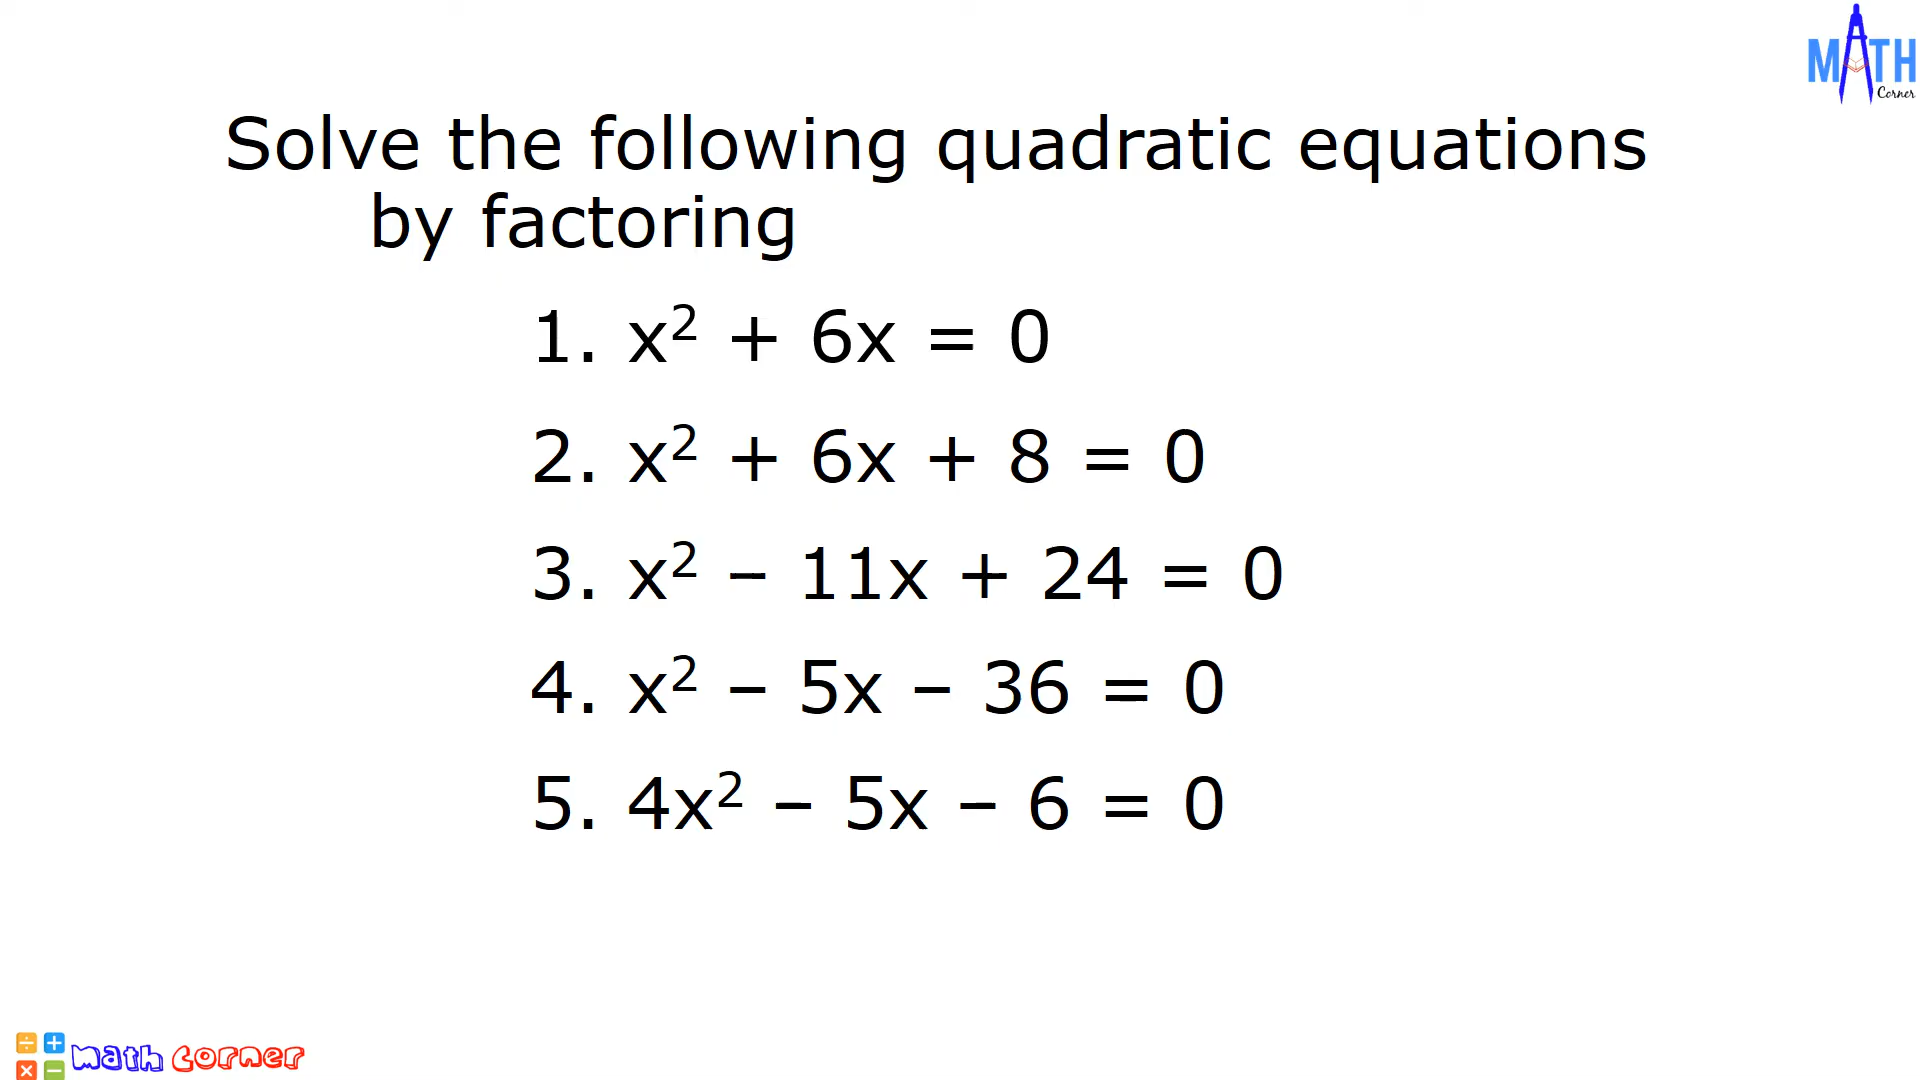 MATH
Corner
Solve the following quadratic equations
by factoring
1. x² + 6x = 0
2. x² + 6x + 8 = 0
3. x² – 11x + 24 = 0
4. x² – 5x – 36 = 0
5. 4x² – 5x – 6 = 0
math corner